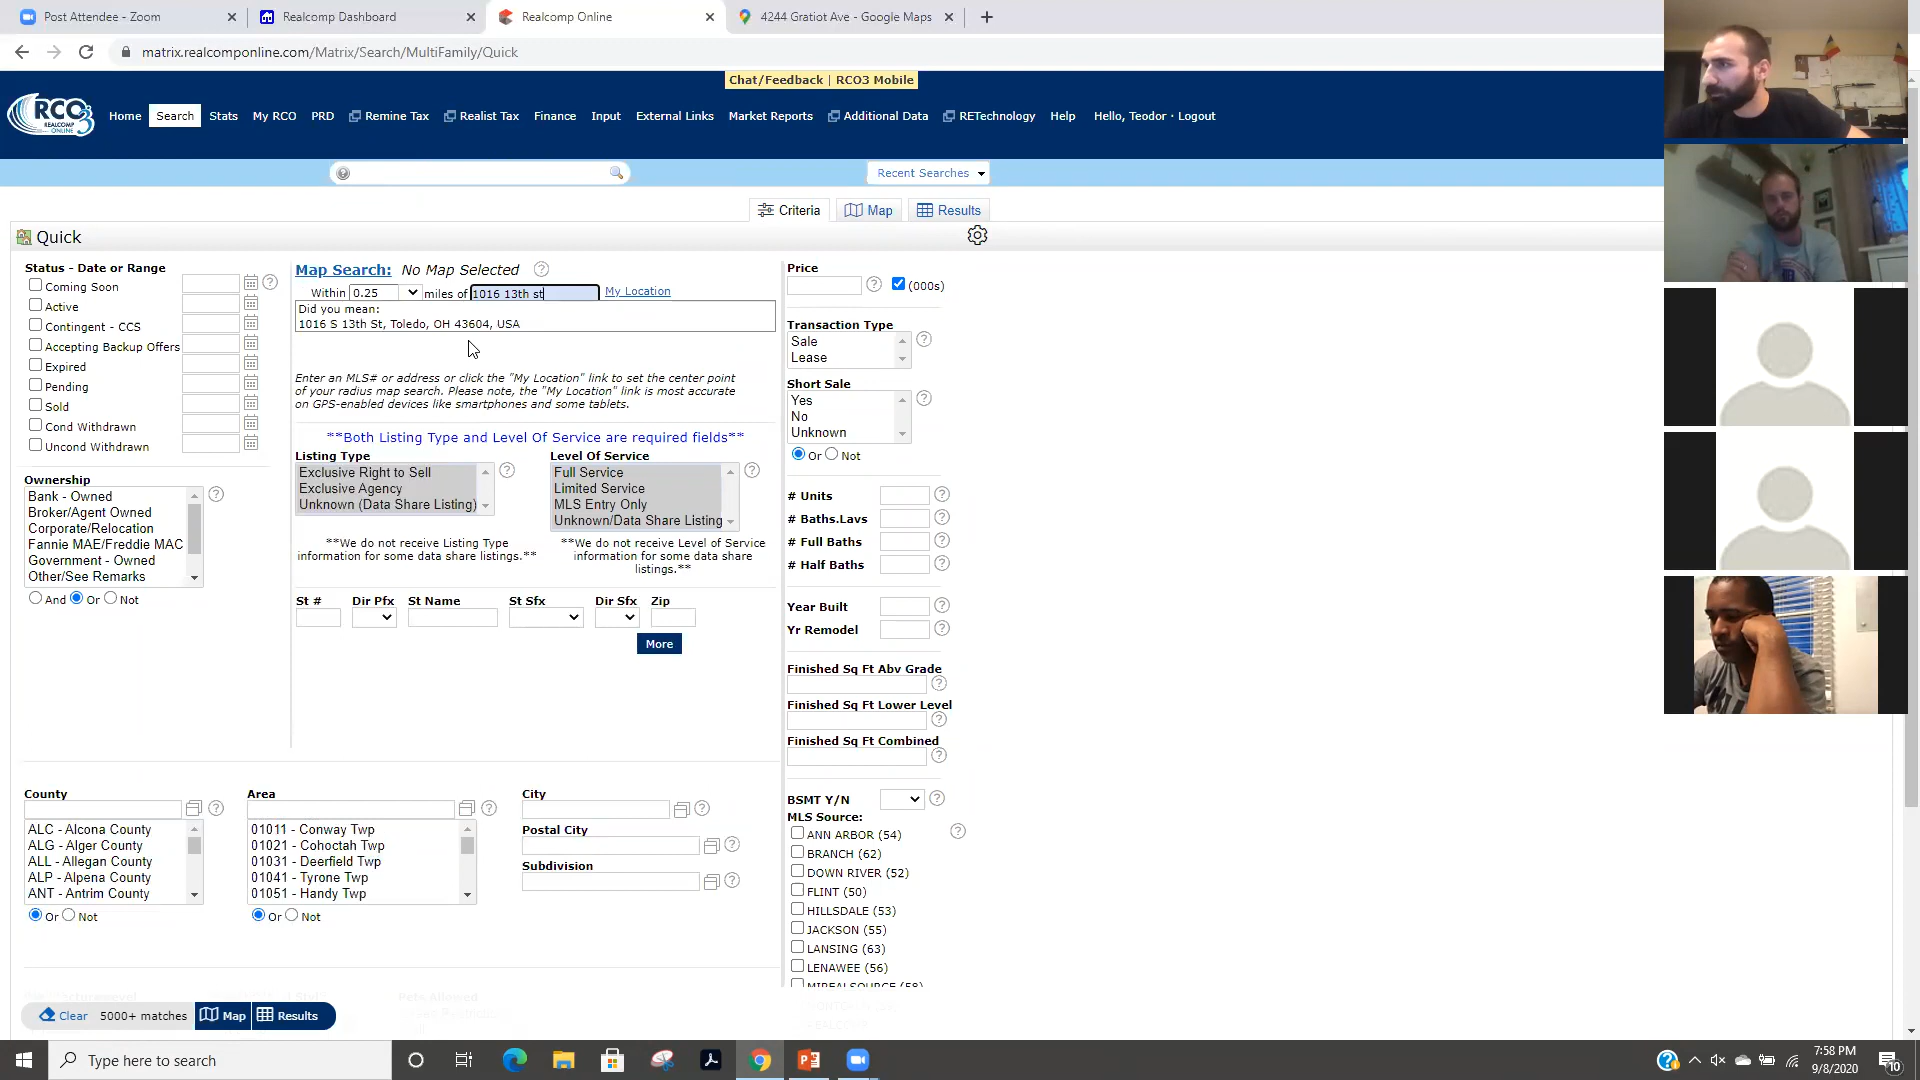 Post Attendee - Zoom
Realcomp Dashboard
Realcomp Online
4244 Gratiot Ave - Google Maps
matrix.realcomponline.com/Matrix/Search/MultiFamily/Quick
Chat/Feedback | RCO3 Mobile
RCO3
REALCOMP ONLINE
Home
Search
Stats
My RCO
PRD
Remine Tax
Realist Tax
Finance
Input
External Links
Market Reports
Additional Data
RETechnology
Help
Hello, Teodor · Logout
Recent Searches
Criteria
Map
Results
Quick
Status - Date or Range
Coming Soon
Active
Contingent - CCS
Accepting Backup Offers
Expired
Pending
Sold
Cond Withdrawn
Uncond Withdrawn
Ownership
Bank - Owned
Broker/Agent Owned
Corporate/Relocation
Fannie MAE/Freddie MAC
Government - Owned
Other/See Remarks
And Or Not
Map Search: No Map Selected
Within 0.25 miles of 1016 13th st My Location
Did you mean:
1016 S 13th St, Toledo, OH 43604, USA
Enter an MLS# or address or click the "My Location" link to set the center point
of your radius map search. Please note, the "My Location" link is most accurate
on GPS-enabled devices like smartphones and some tablets.
**Both Listing Type and Level Of Service are required fields**
Listing Type
Exclusive Right to Sell
Exclusive Agency
Unknown (Data Share Listing)
**We do not receive Listing Type
information for some data share listings.**
Level Of Service
Full Service
Limited Service
MLS Entry Only
Unknown/Data Share Listing
**We do not receive Level of Service
information for some data share
listings.**
St # Dir Pfx St Name St Sfx Dir Sfx Zip
More
Price
(000s)
Transaction Type
Sale
Lease
Short Sale
Yes
No
Unknown
Or Not
# Units
# Baths.Lavs
# Full Baths
# Half Baths
Year Built
Yr Remodel
Finished Sq Ft Abv Grade
Finished Sq Ft Lower Level
Finished Sq Ft Combined
BSMT Y/N
MLS Source:
ANN ARBOR (54)
BRANCH (62)
DOWN RIVER (52)
FLINT (50)
HILLSDALE (53)
JACKSON (55)
LANSING (63)
LENAWEE (56)
MIREALSOURCE (58)
County
ALC - Alcona County
ALG - Alger County
ALL - Allegan County
ALP - Alpena County
ANT - Antrim County
Or Not
Area
01011 - Conway Twp
01021 - Cohoctah Twp
01031 - Deerfield Twp
01041 - Tyrone Twp
01051 - Handy Twp
Or Not
City
Postal City
Subdivision
Pets Allowed
Clear
5000+ matches
Map
Results
Type here to search
7:58 PM
9/8/2020
10